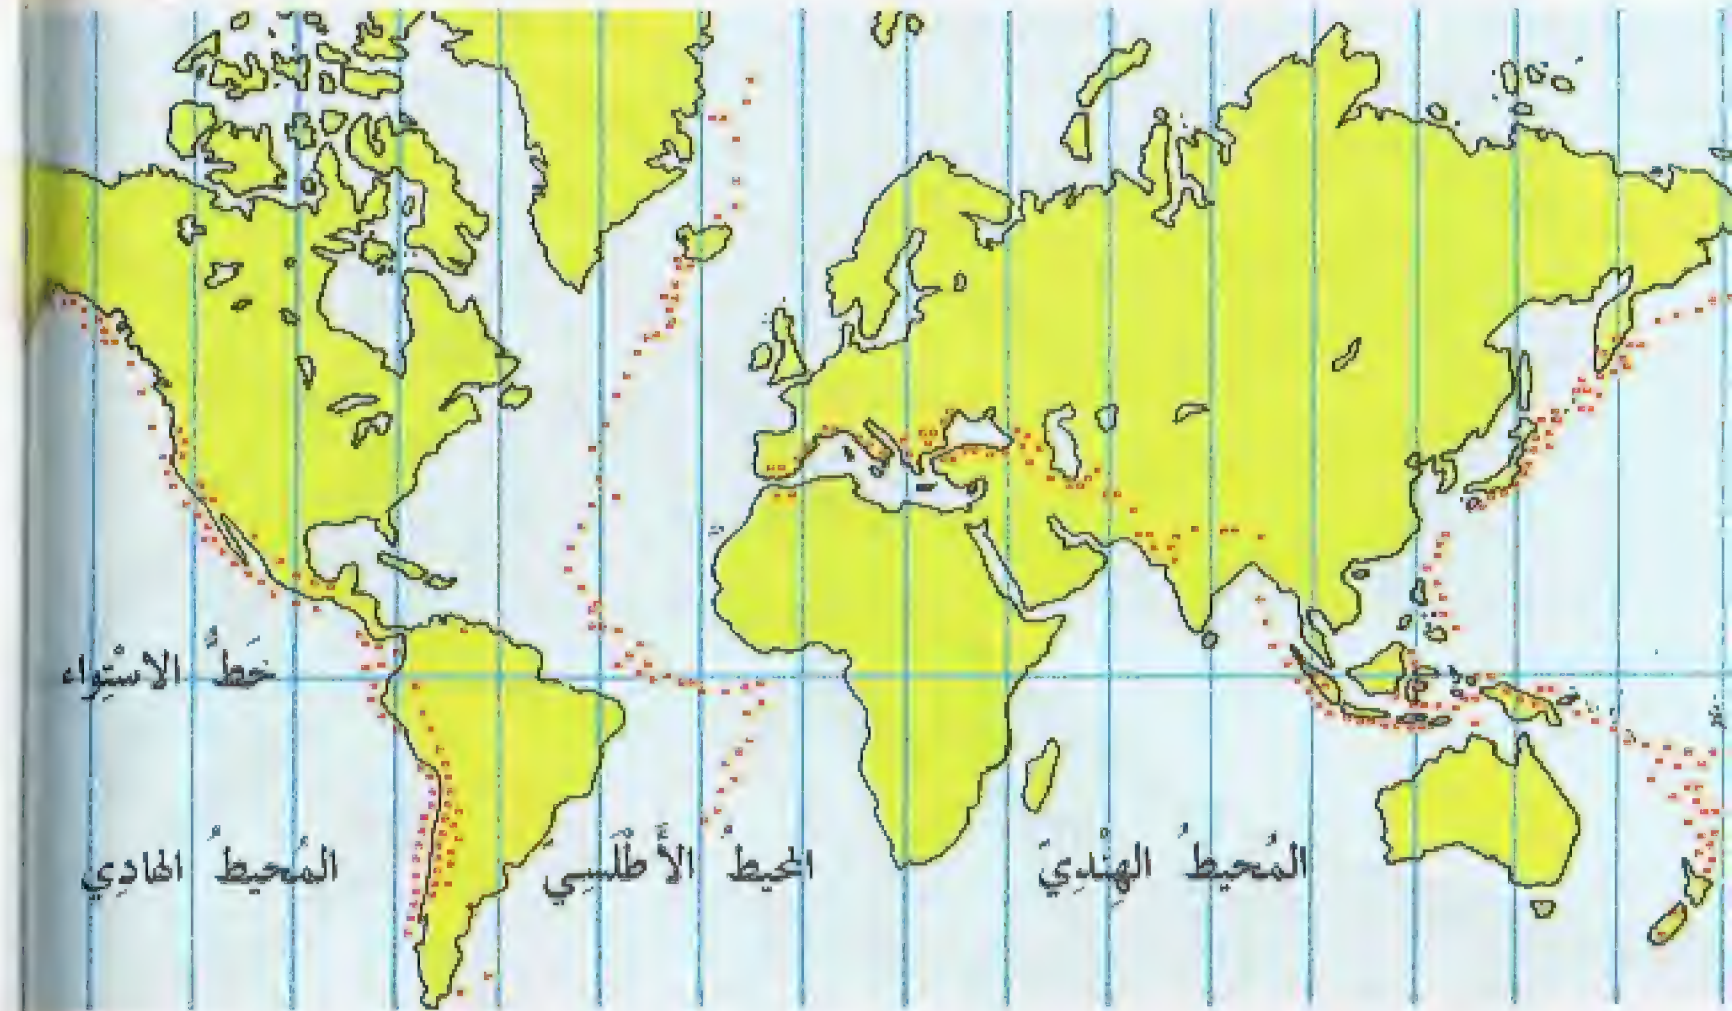 خَطُّ الاسْتِواء
المُحيطُ الهِنْدِيّ
المحيطُ الأَطْلَسِيّ
المُحيطُ الهادِي